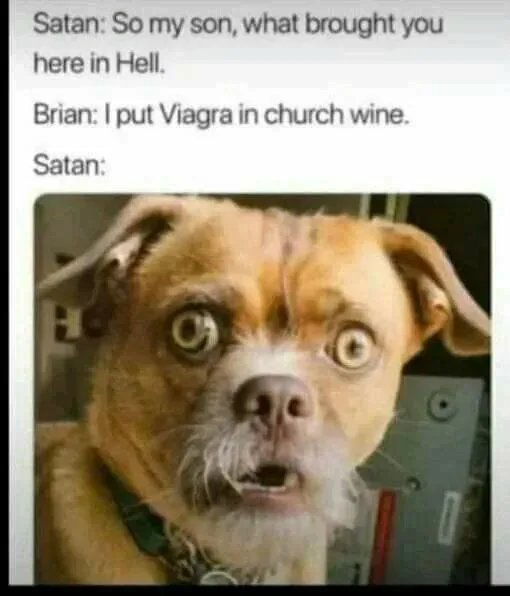 Satan: So my son, what brought you
here in Hell.
Brian: I put Viagra in church wine.
Satan: